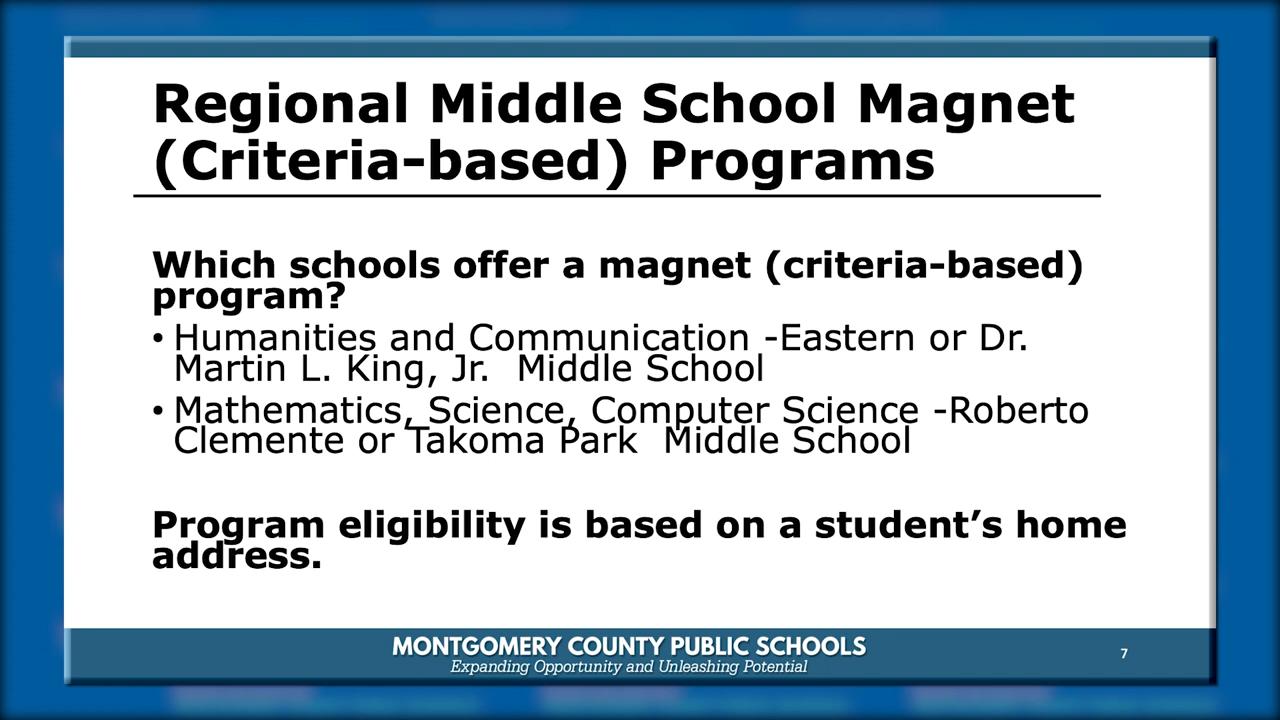 Regional Middle School Magnet
(Criteria-based) Programs
Which schools offer a magnet (criteria-based)
program?
• Humanities and Communication -Eastern or Dr.
Martin L. King, Jr.  Middle School
• Mathematics, Science, Computer Science -Roberto
Clemente or Takoma Park  Middle School
Program eligibility is based on a student’s home
address.
MONTGOMERY COUNTY PUBLIC SCHOOLS
Expanding Opportunity and Unleashing Potential
7